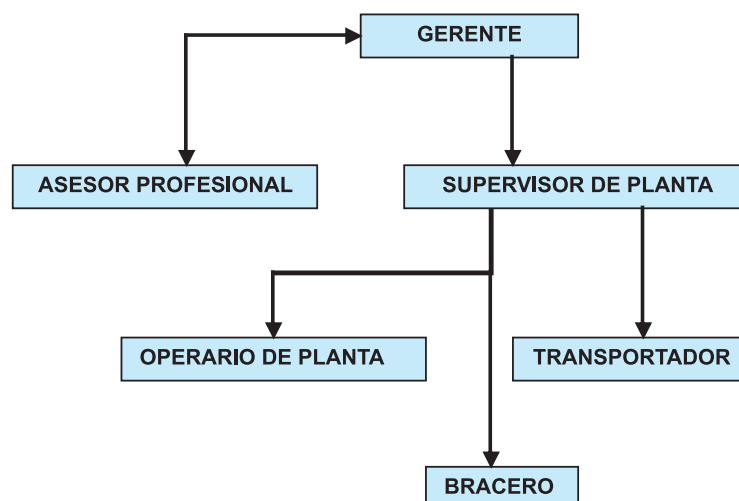 GERENTE
ASESOR PROFESIONAL
SUPERVISOR DE PLANTA
OPERARIO DE PLANTA
TRANSPORTADOR
BRACERO